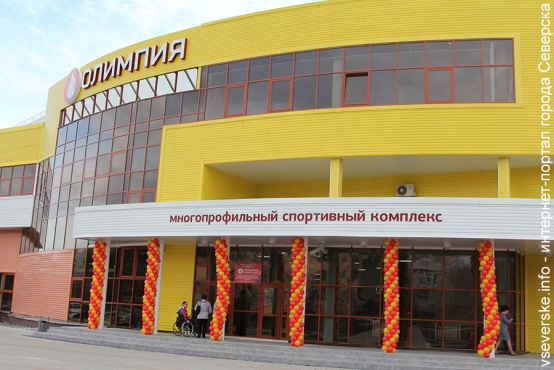 ОЛИМПИЯ
многопрофильный спортивный комплекс
vseverske.info - интернет-портал города Северска